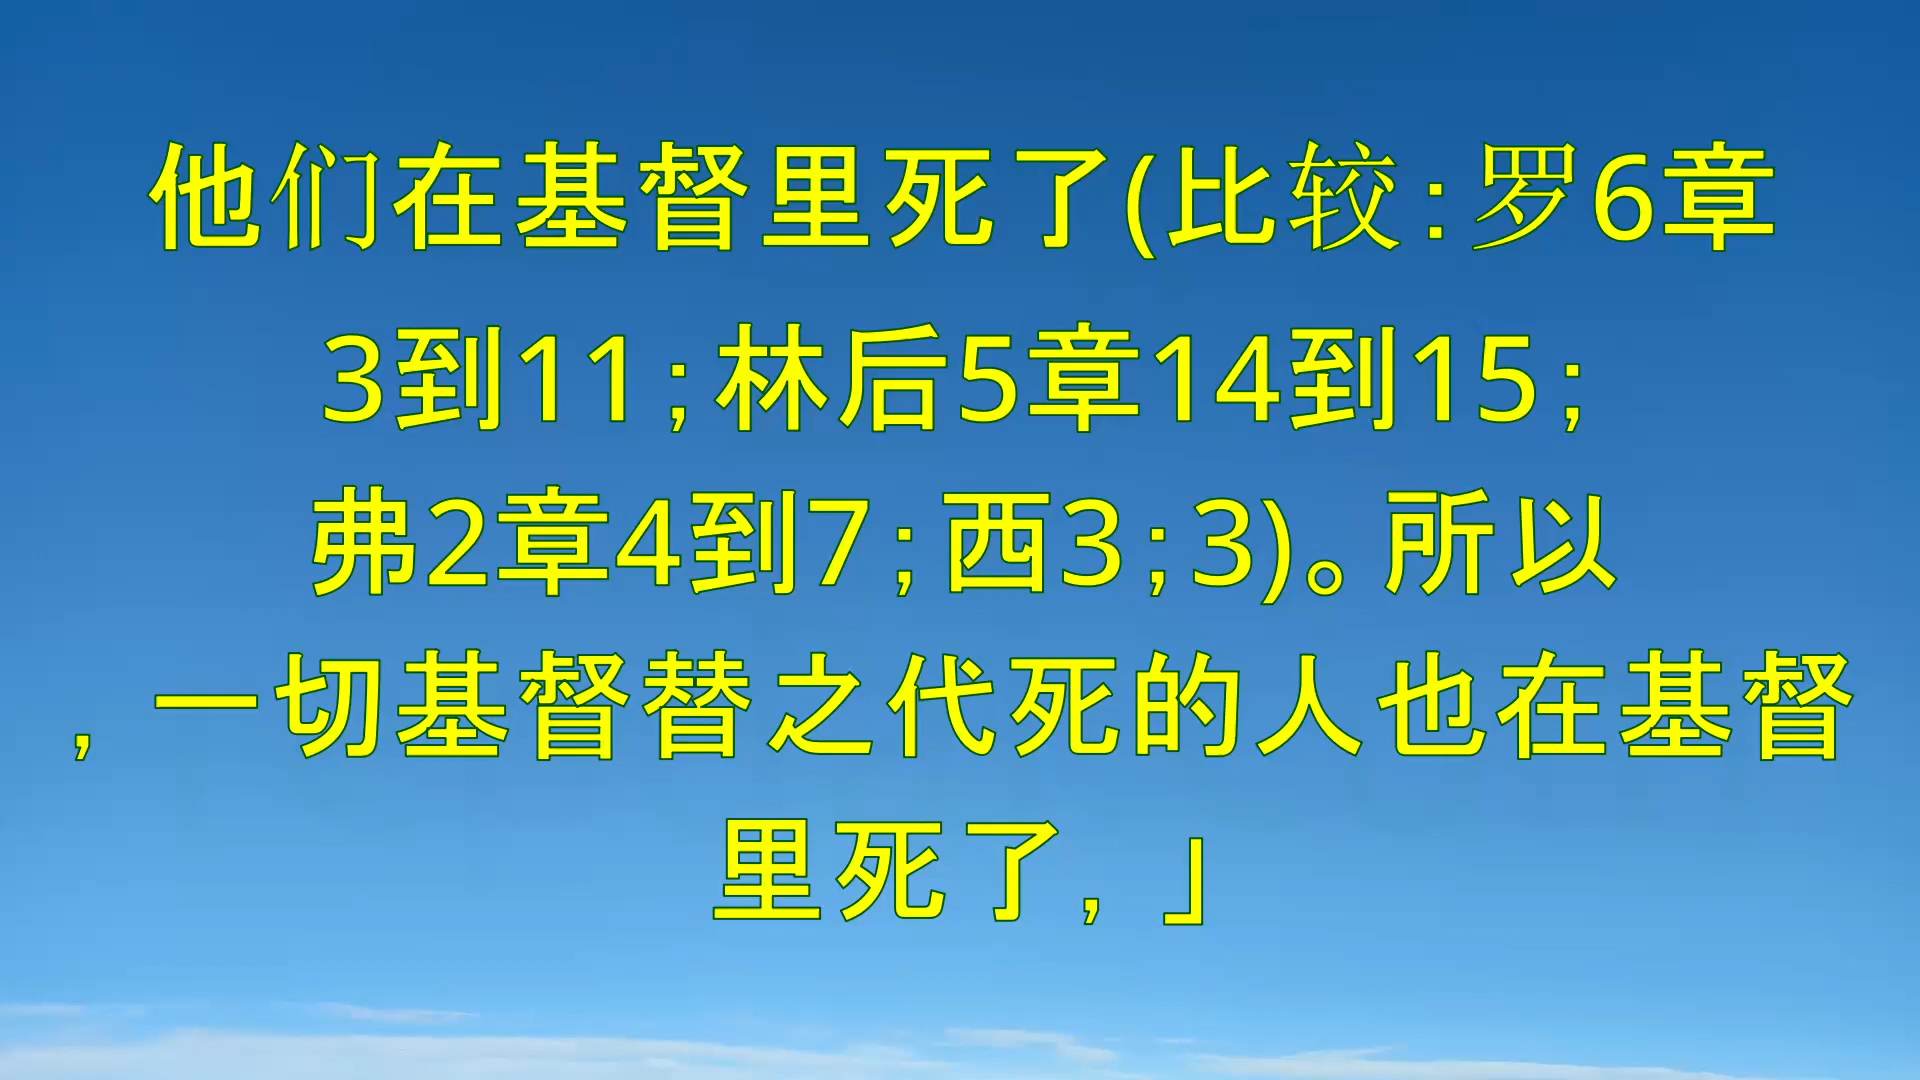 他们在基督里死了(比较:罗6章
3到11;林后5章14到15;
弗2章4到7;西3;3)。所以
,一切基督替之代死的人也在基督
里死了,」